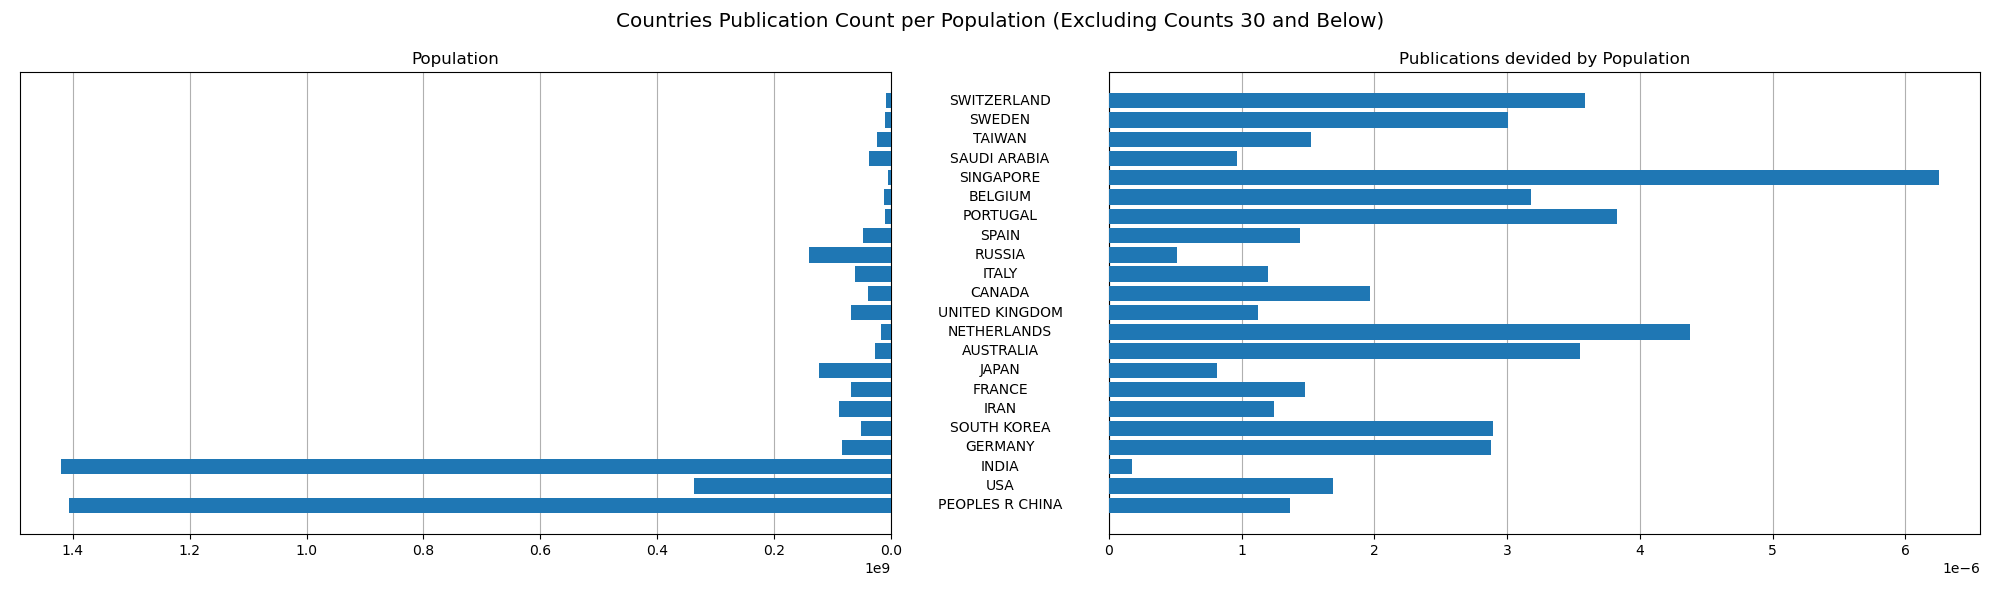 Countries Publication Count per Population (Excluding Counts 30 and Below)
Population
Publications devided by Population
SWITZERLAND
SWEDEN
TAIWAN
SAUDI ARABIA
SINGAPORE
BELGIUM
PORTUGAL
SPAIN
RUSSIA
ITALY
CANADA
UNITED KINGDOM
NETHERLANDS
AUSTRALIA
JAPAN
FRANCE
IRAN
SOUTH KOREA
GERMANY
INDIA
USA
PEOPLES R CHINA
1.4 1.2 1.0 0.8 0.6 0.4 0.2 0.0
1e9
0 1 2 3 4 5 6
1e−6